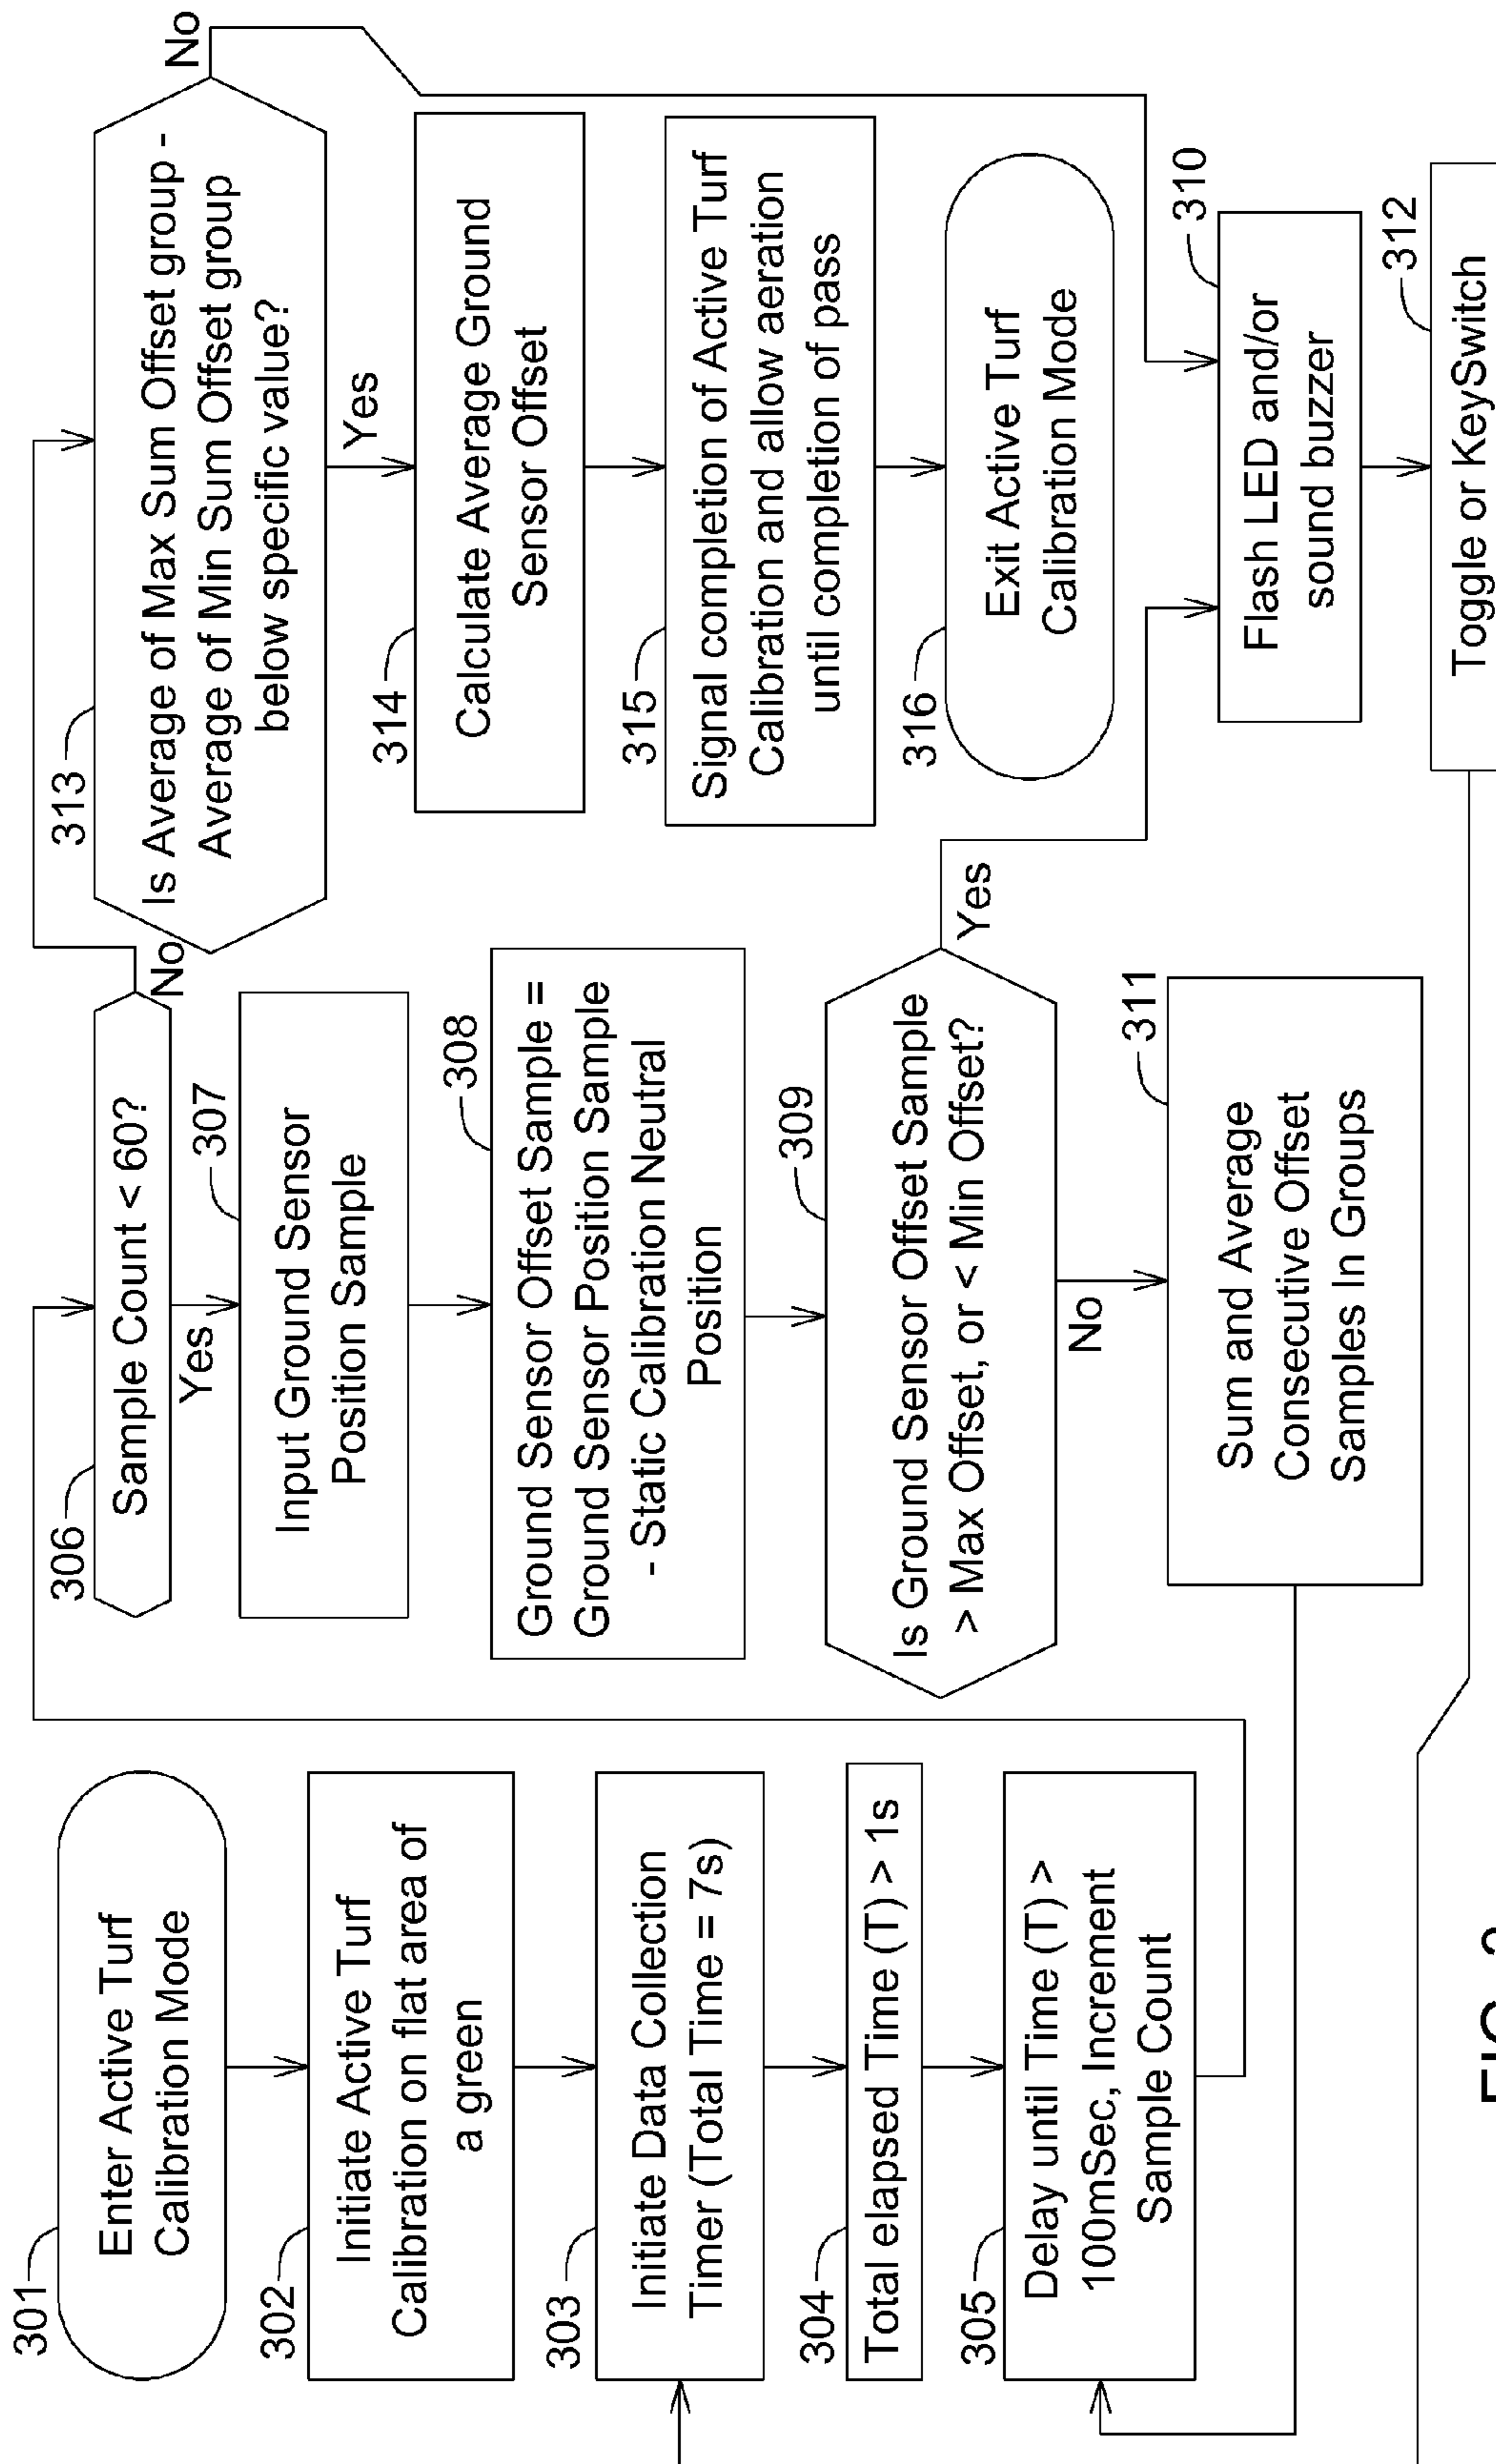 301
Enter Active Turf
Calibration Mode
302
Initiate Active Turf
Calibration on flat area of
a green
303
Initiate Data Collection
Timer (Total Time = 7s)
304
Total elapsed Time (T) > 1s
305
Delay until Time (T) >
100mSec, Increment
Sample Count
306
Sample Count < 60?
No
Yes
307
Input Ground Sensor
Position Sample
308
Ground Sensor Offset Sample =
Ground Sensor Position Sample
- Static Calibration Neutral
Position
309
Is Ground Sensor Offset Sample
> Max Offset, or < Min Offset?
Yes
No
311
Sum and Average
Consecutive Offset
Samples In Groups
313
Is Average of Max Sum Offset group -
Average of Min Sum Offset group
below specific value?
No
Yes
314
Calculate Average Ground
Sensor Offset
315
Signal completion of Active Turf
Calibration and allow aeration
until completion of pass
316
Exit Active Turf
Calibration Mode
310
Flash LED and/or
sound buzzer
312
Toggle or KeySwitch